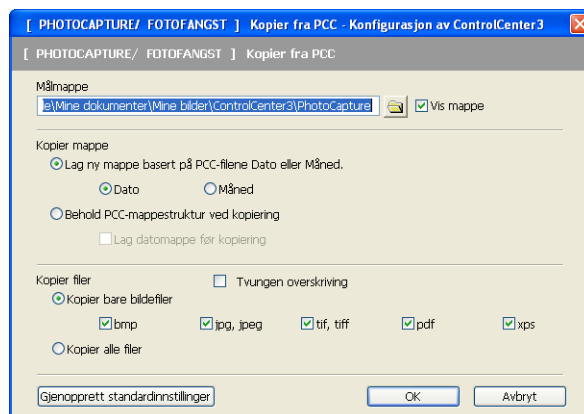 [ PHOTOCAPTURE/ FOTOFANGST ] Kopier fra PCC - Konfigurasjon av ControlCenter3
[ PHOTOCAPTURE/ FOTOFANGST ] Kopier fra PCC
Målmappe
le\Mine dokumenter\Mine bilder\ControlCenter3\PhotoCapture Vis mappe
Kopier mappe
Lag ny mappe basert på PCC-filene Dato eller Måned.
Dato Måned
Behold PCC-mappestruktur ved kopiering
Lag datomappe før kopiering
Kopier filer Tvungen overskriving
Kopier bare bildefiler
bmp jpg, jpeg tif, tiff pdf xps
Kopier alle filer
Gjenopprett standardinnstillinger OK Avbryt